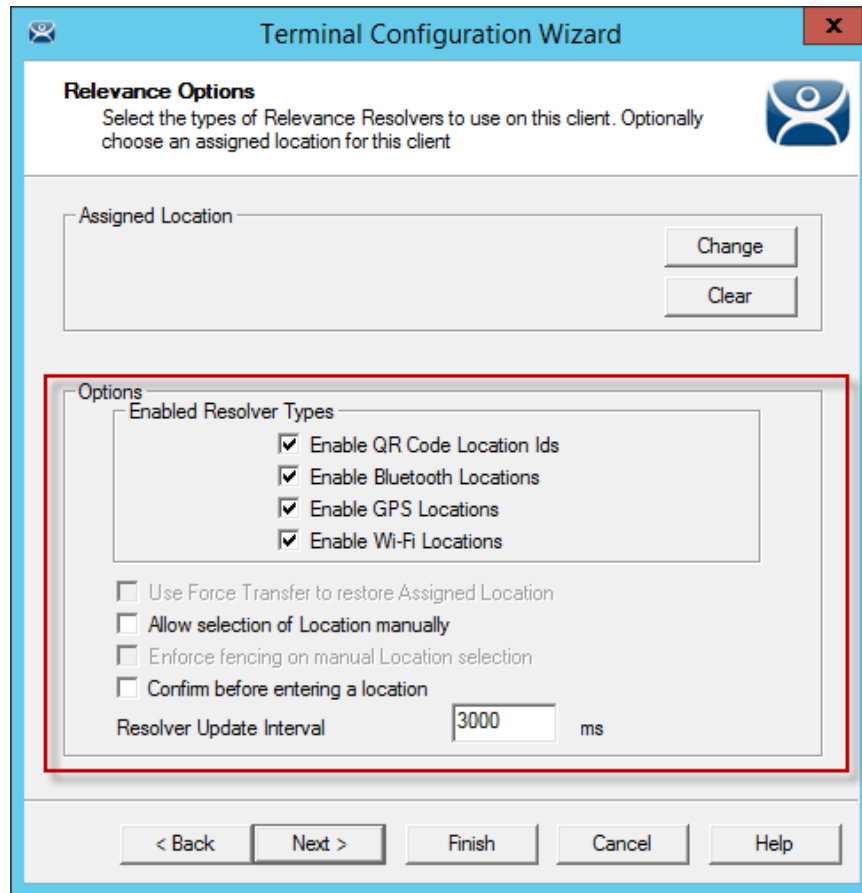 Terminal Configuration Wizard
x
Relevance Options
Select the types of Relevance Resolvers to use on this client. Optionally
choose an assigned location for this client
Assigned Location
Change
Clear
Options
Enabled Resolver Types
Enable QR Code Location Ids
Enable Bluetooth Locations
Enable GPS Locations
Enable Wi-Fi Locations
Use Force Transfer to restore Assigned Location
Allow selection of Location manually
Enforce fencing on manual Location selection
Confirm before entering a location
Resolver Update Interval 3000 ms
< Back Next > Finish Cancel Help